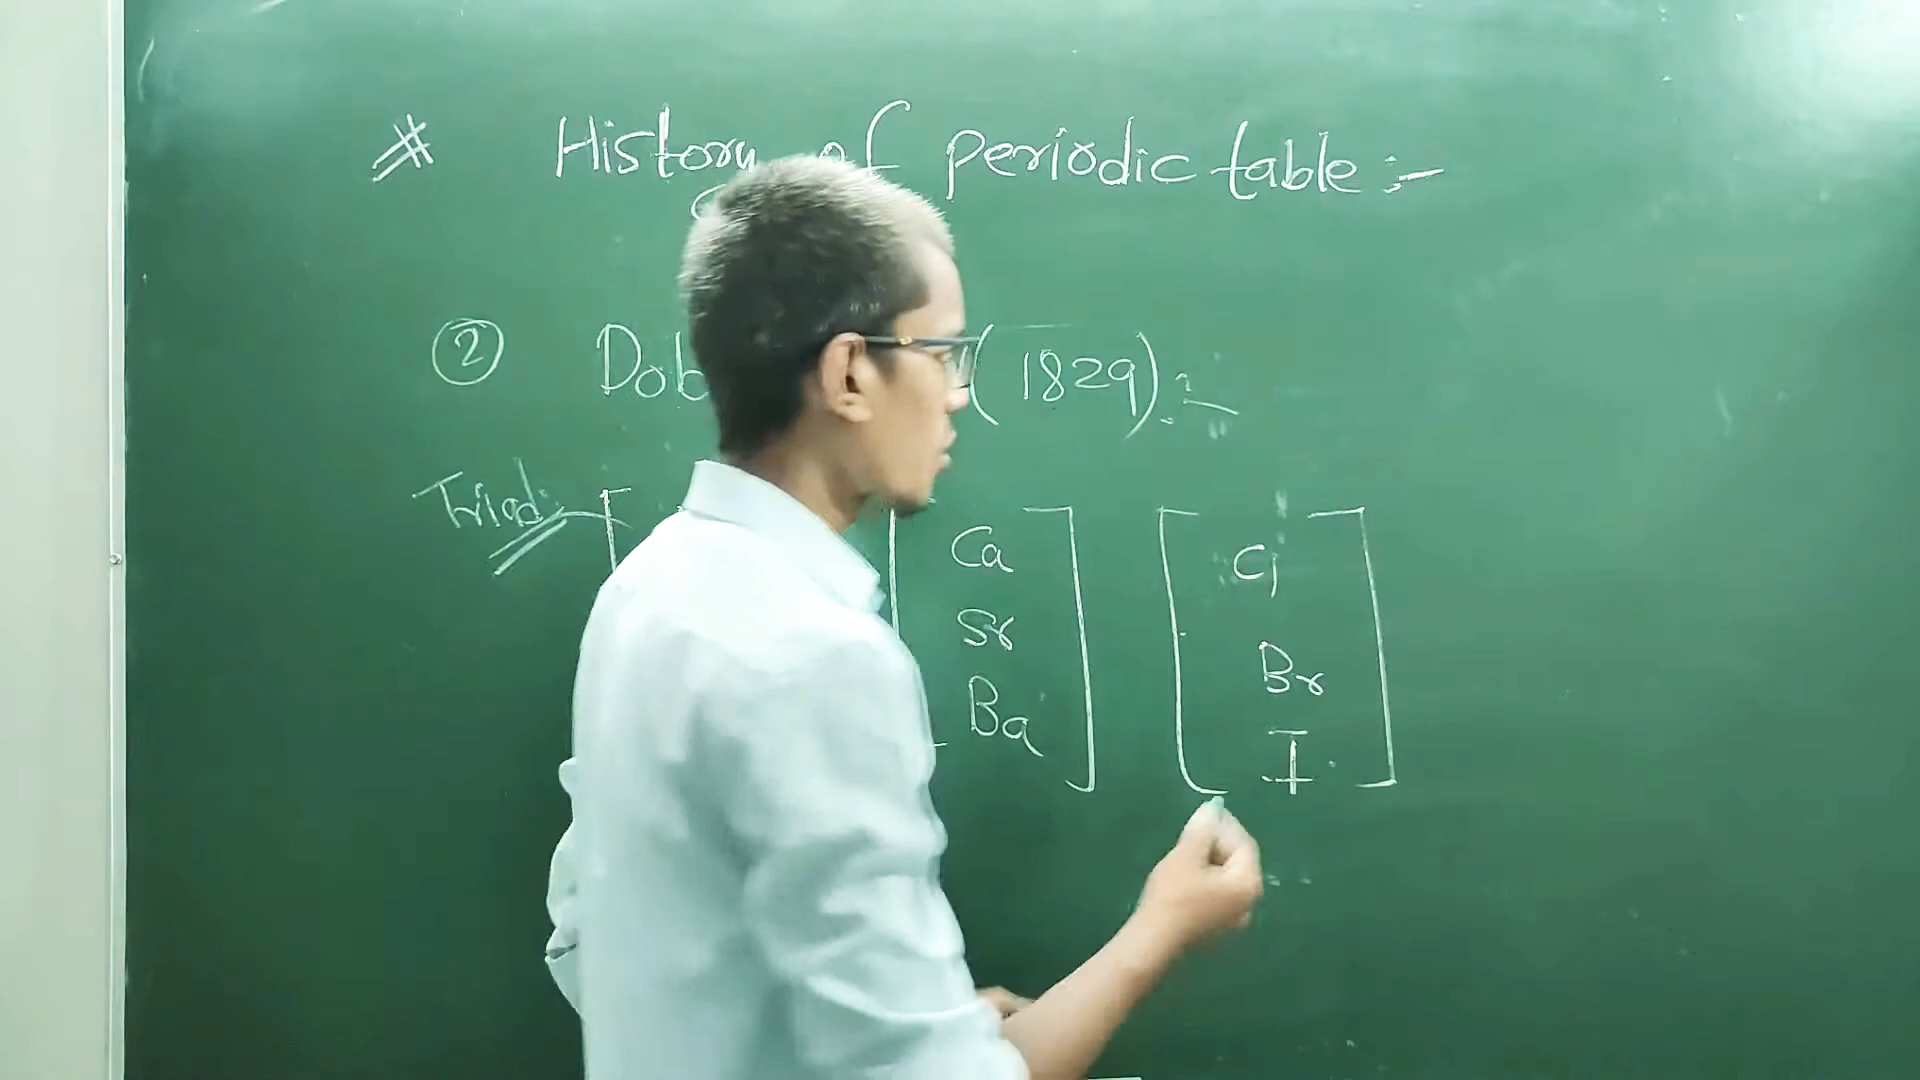 # History of periodic table :-
② Dob (1829) :-
Triad:-
Ca Cl
Sr Br
Ba I